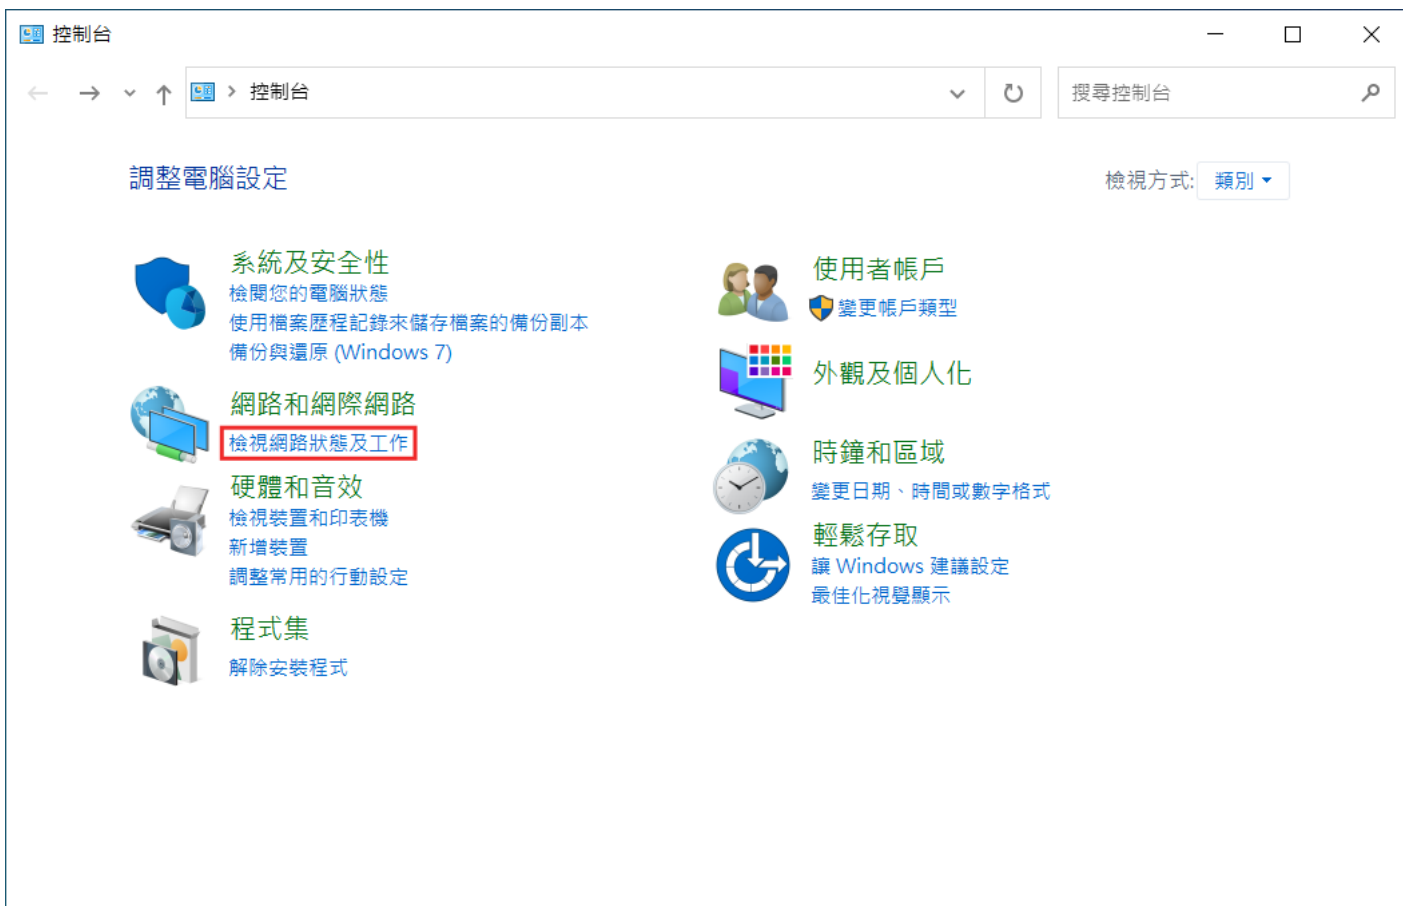 控制台
控制台
搜尋控制台
調整電腦設定
檢視方式: 類別
系統及安全性
檢閱您的電腦狀態
使用檔案歷程記錄來儲存檔案的備份副本
備份與還原 (Windows 7)
網路和網際網路
檢視網路狀態及工作
硬體和音效
檢視裝置和印表機
新增裝置
調整常用的行動設定
程式集
解除安裝程式
使用者帳戶
變更帳戶類型
外觀及個人化
時鐘和區域
變更日期、時間或數字格式
輕鬆存取
讓 Windows 建議設定
最佳化視覺顯示